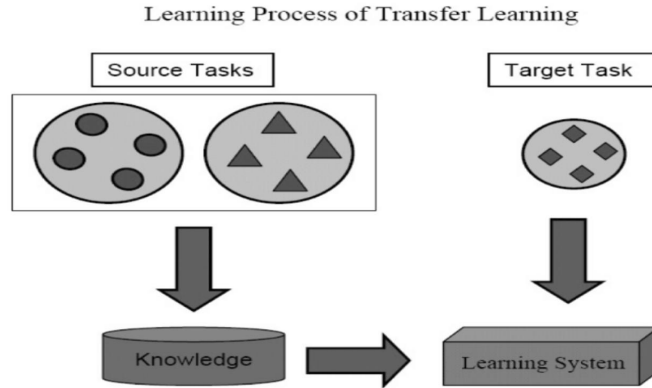 Learning Process of Transfer Learning
Source Tasks
Target Task
Knowledge
Learning System